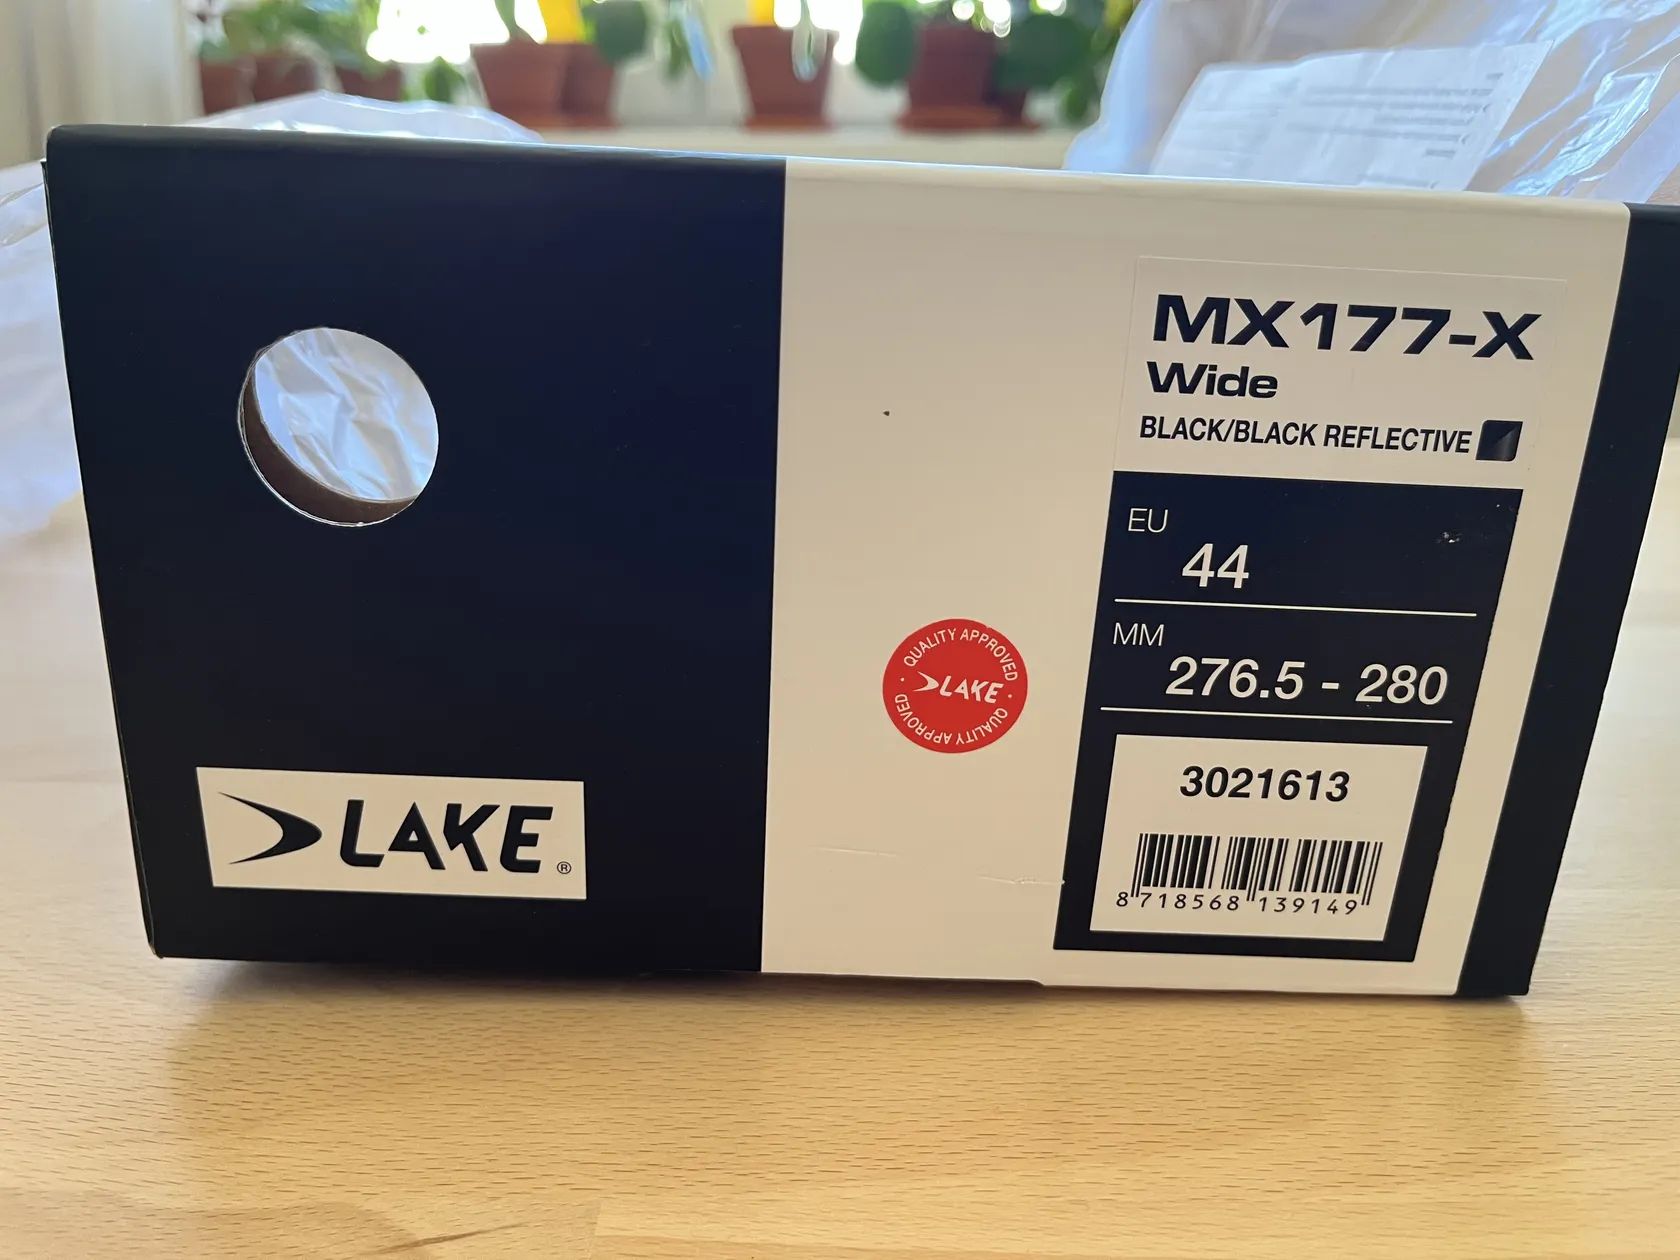 LAKE®
QUALITY APPROVED
LAKE
QUALITY APPROVED
MX177-X
Wide
BLACK/BLACK REFLECTIVE
EU
44
MM
276.5 - 280
3021613
8 718568 139149